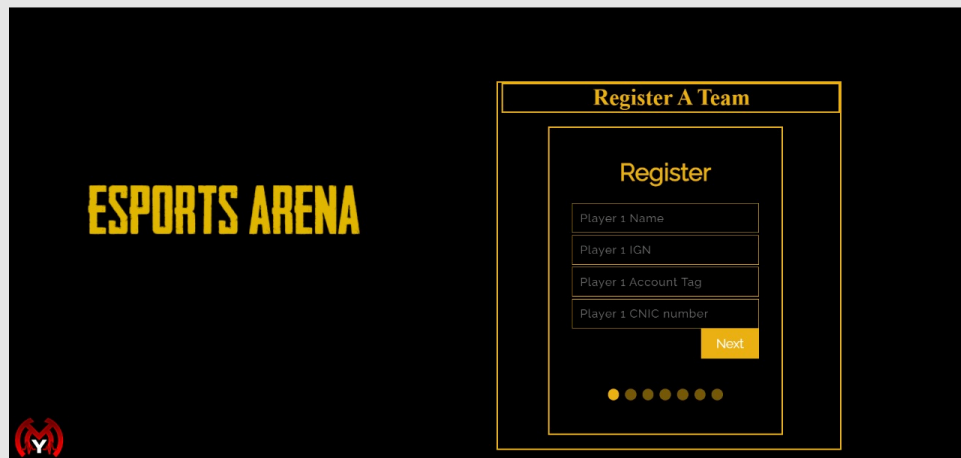 ESPORTS ARENA
Register A Team
Register
Player 1 Name
Player 1 IGN
Player 1 Account Tag
Player 1 CNIC number
Next
Y